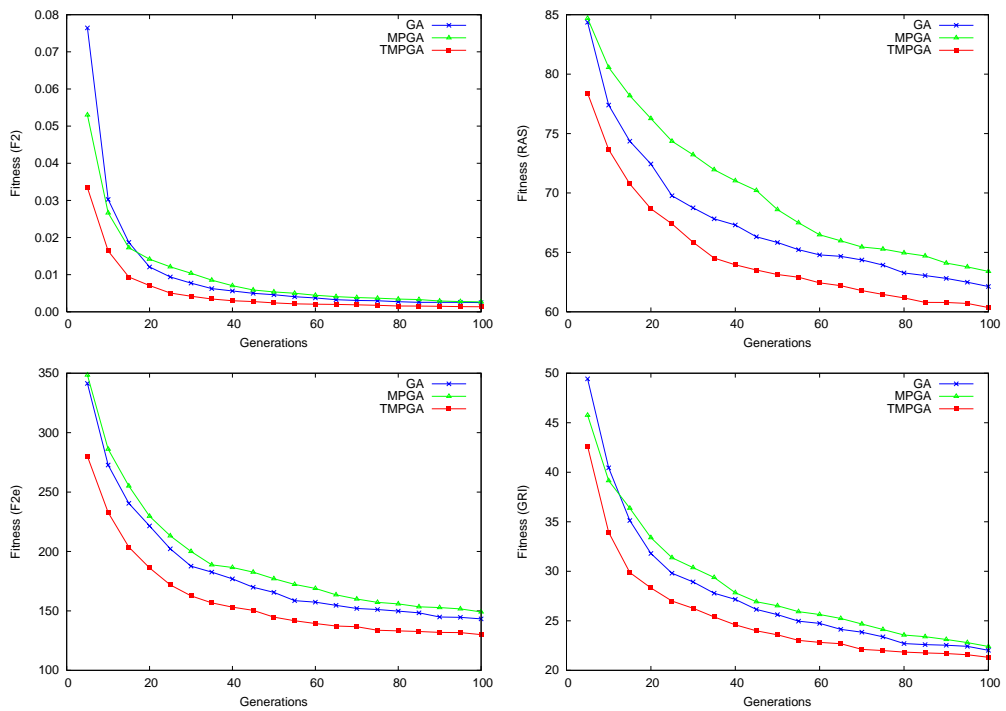 0.08
0.07
0.06
0.05
0.04
0.03
0.02
0.01
0.00
Fitness (F2)
0 20 40 60 80 100
Generations
GA
MPGA
TMPGA
85
80
75
70
65
60
Fitness (RAS)
0 20 40 60 80 100
Generations
GA
MPGA
TMPGA
350
300
250
200
150
100
Fitness (F2e)
0 20 40 60 80 100
Generations
GA
MPGA
TMPGA
50
45
40
35
30
25
20
Fitness (GRI)
0 20 40 60 80 100
Generations
GA
MPGA
TMPGA